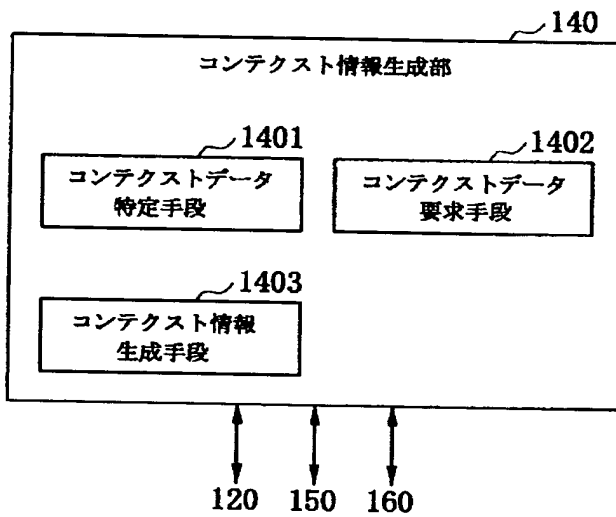 140
コンテクスト情報生成部
1401
コンテクストデータ
特定手段
1402
コンテクストデータ
要求手段
1403
コンテクスト情報
生成手段
120 150 160